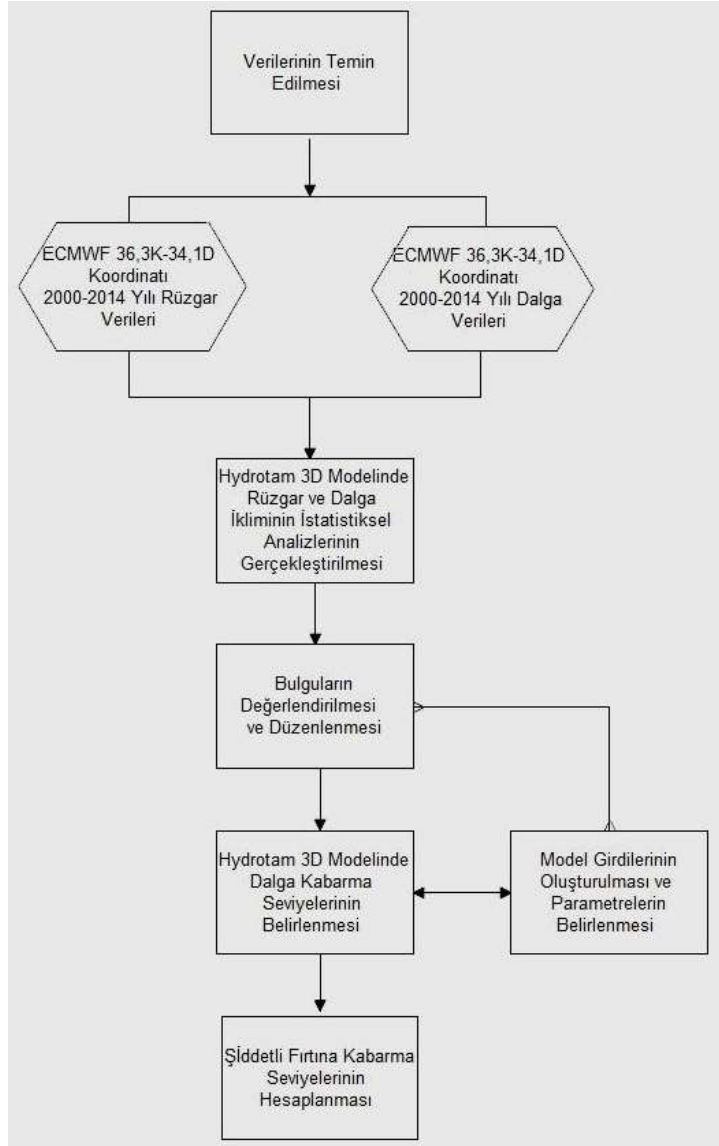 Verilerinin Temin
Edilmesi
ECMWF 36,3K-34,1D
Koordinatı
2000-2014 Yılı Rüzgar
Verileri
ECMWF 36,3K-34,1D
Koordinatı
2000-2014 Yılı Dalga
Verileri
Hydrotam 3D Modelinde
Rüzgar ve Dalga
İkliminin İstatistiksel
Analizlerinin
Gerçekleştirilmesi
Bulguların
Değerlendirilmesi
ve Düzenlenmesi
Hydrotam 3D Modelinde
Dalga Kabarma
Seviyelerinin
Belirlenmesi
Model Girdilerinin
Oluşturulması ve
Parametrelerin
Belirlenmesi
Şİddetli Fırtına Kabarma
Seviyelerinin
Hesaplanması